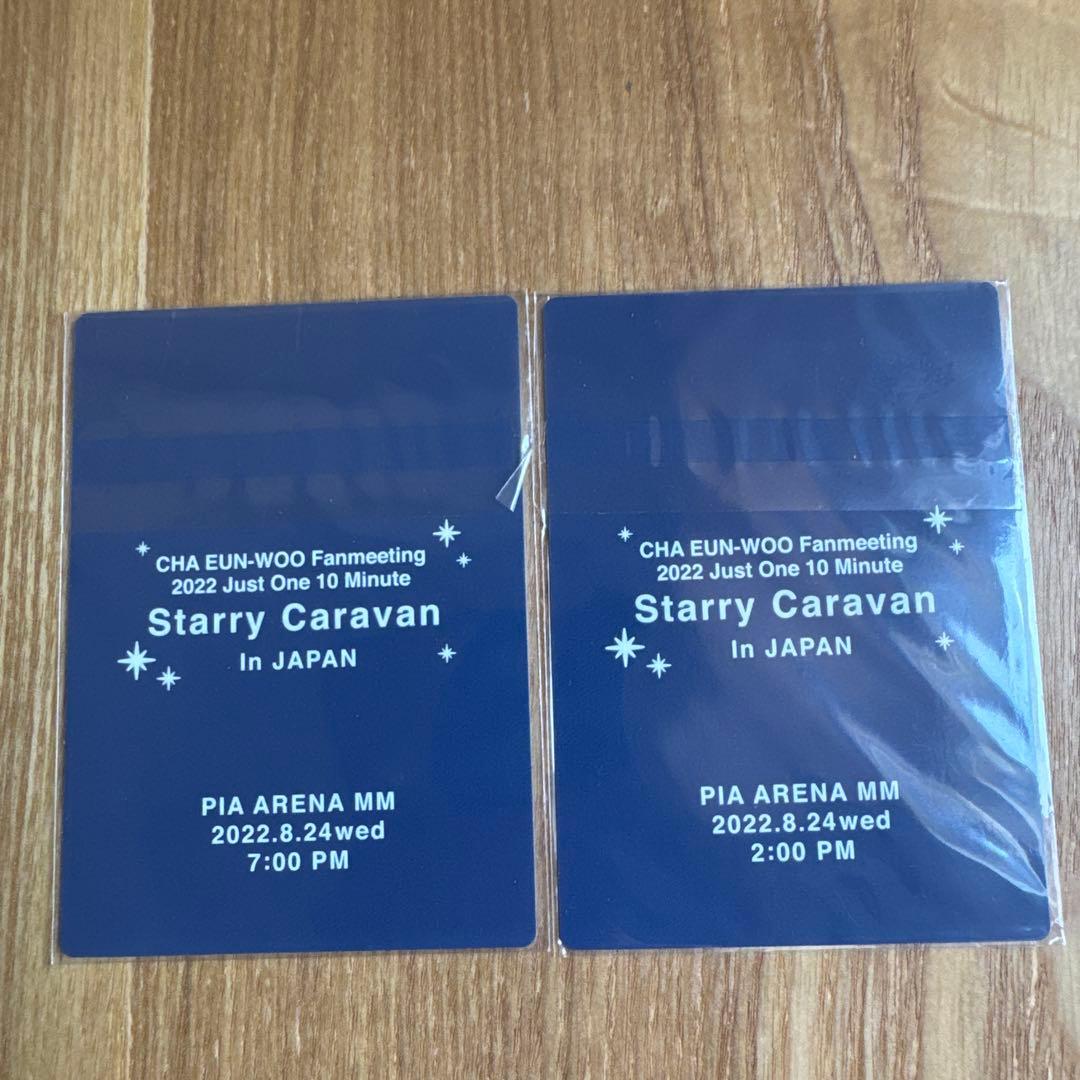 CHA EUN-WOO Fanmeeting
2022 Just One 10 Minute
Starry Caravan
In JAPAN
PIA ARENA MM
2022.8.24wed
7:00 PM
CHA EUN-WOO Fanmeeting
2022 Just One 10 Minute
Starry Caravan
In JAPAN
PIA ARENA MM
2022.8.24wed
2:00 PM